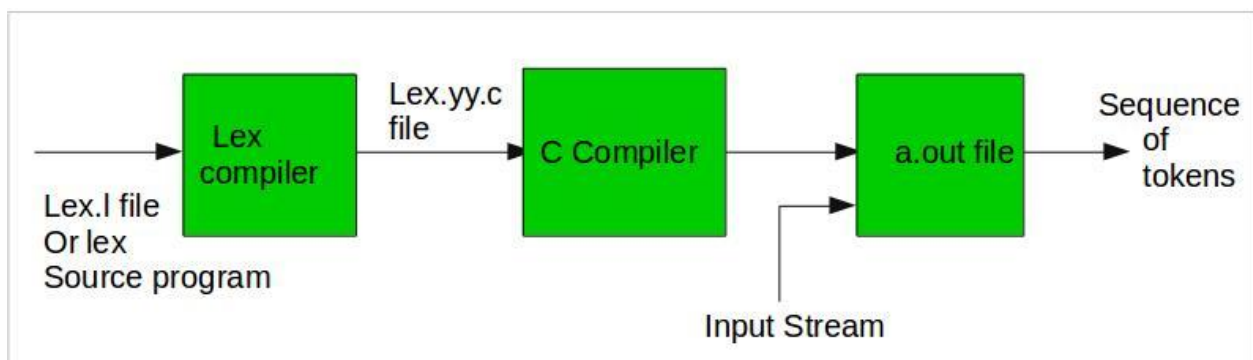 Lex.l file
Or lex
Source program
Lex
compiler
Lex.yy.c
file
C Compiler
a.out file
Input Stream
Sequence
of
tokens